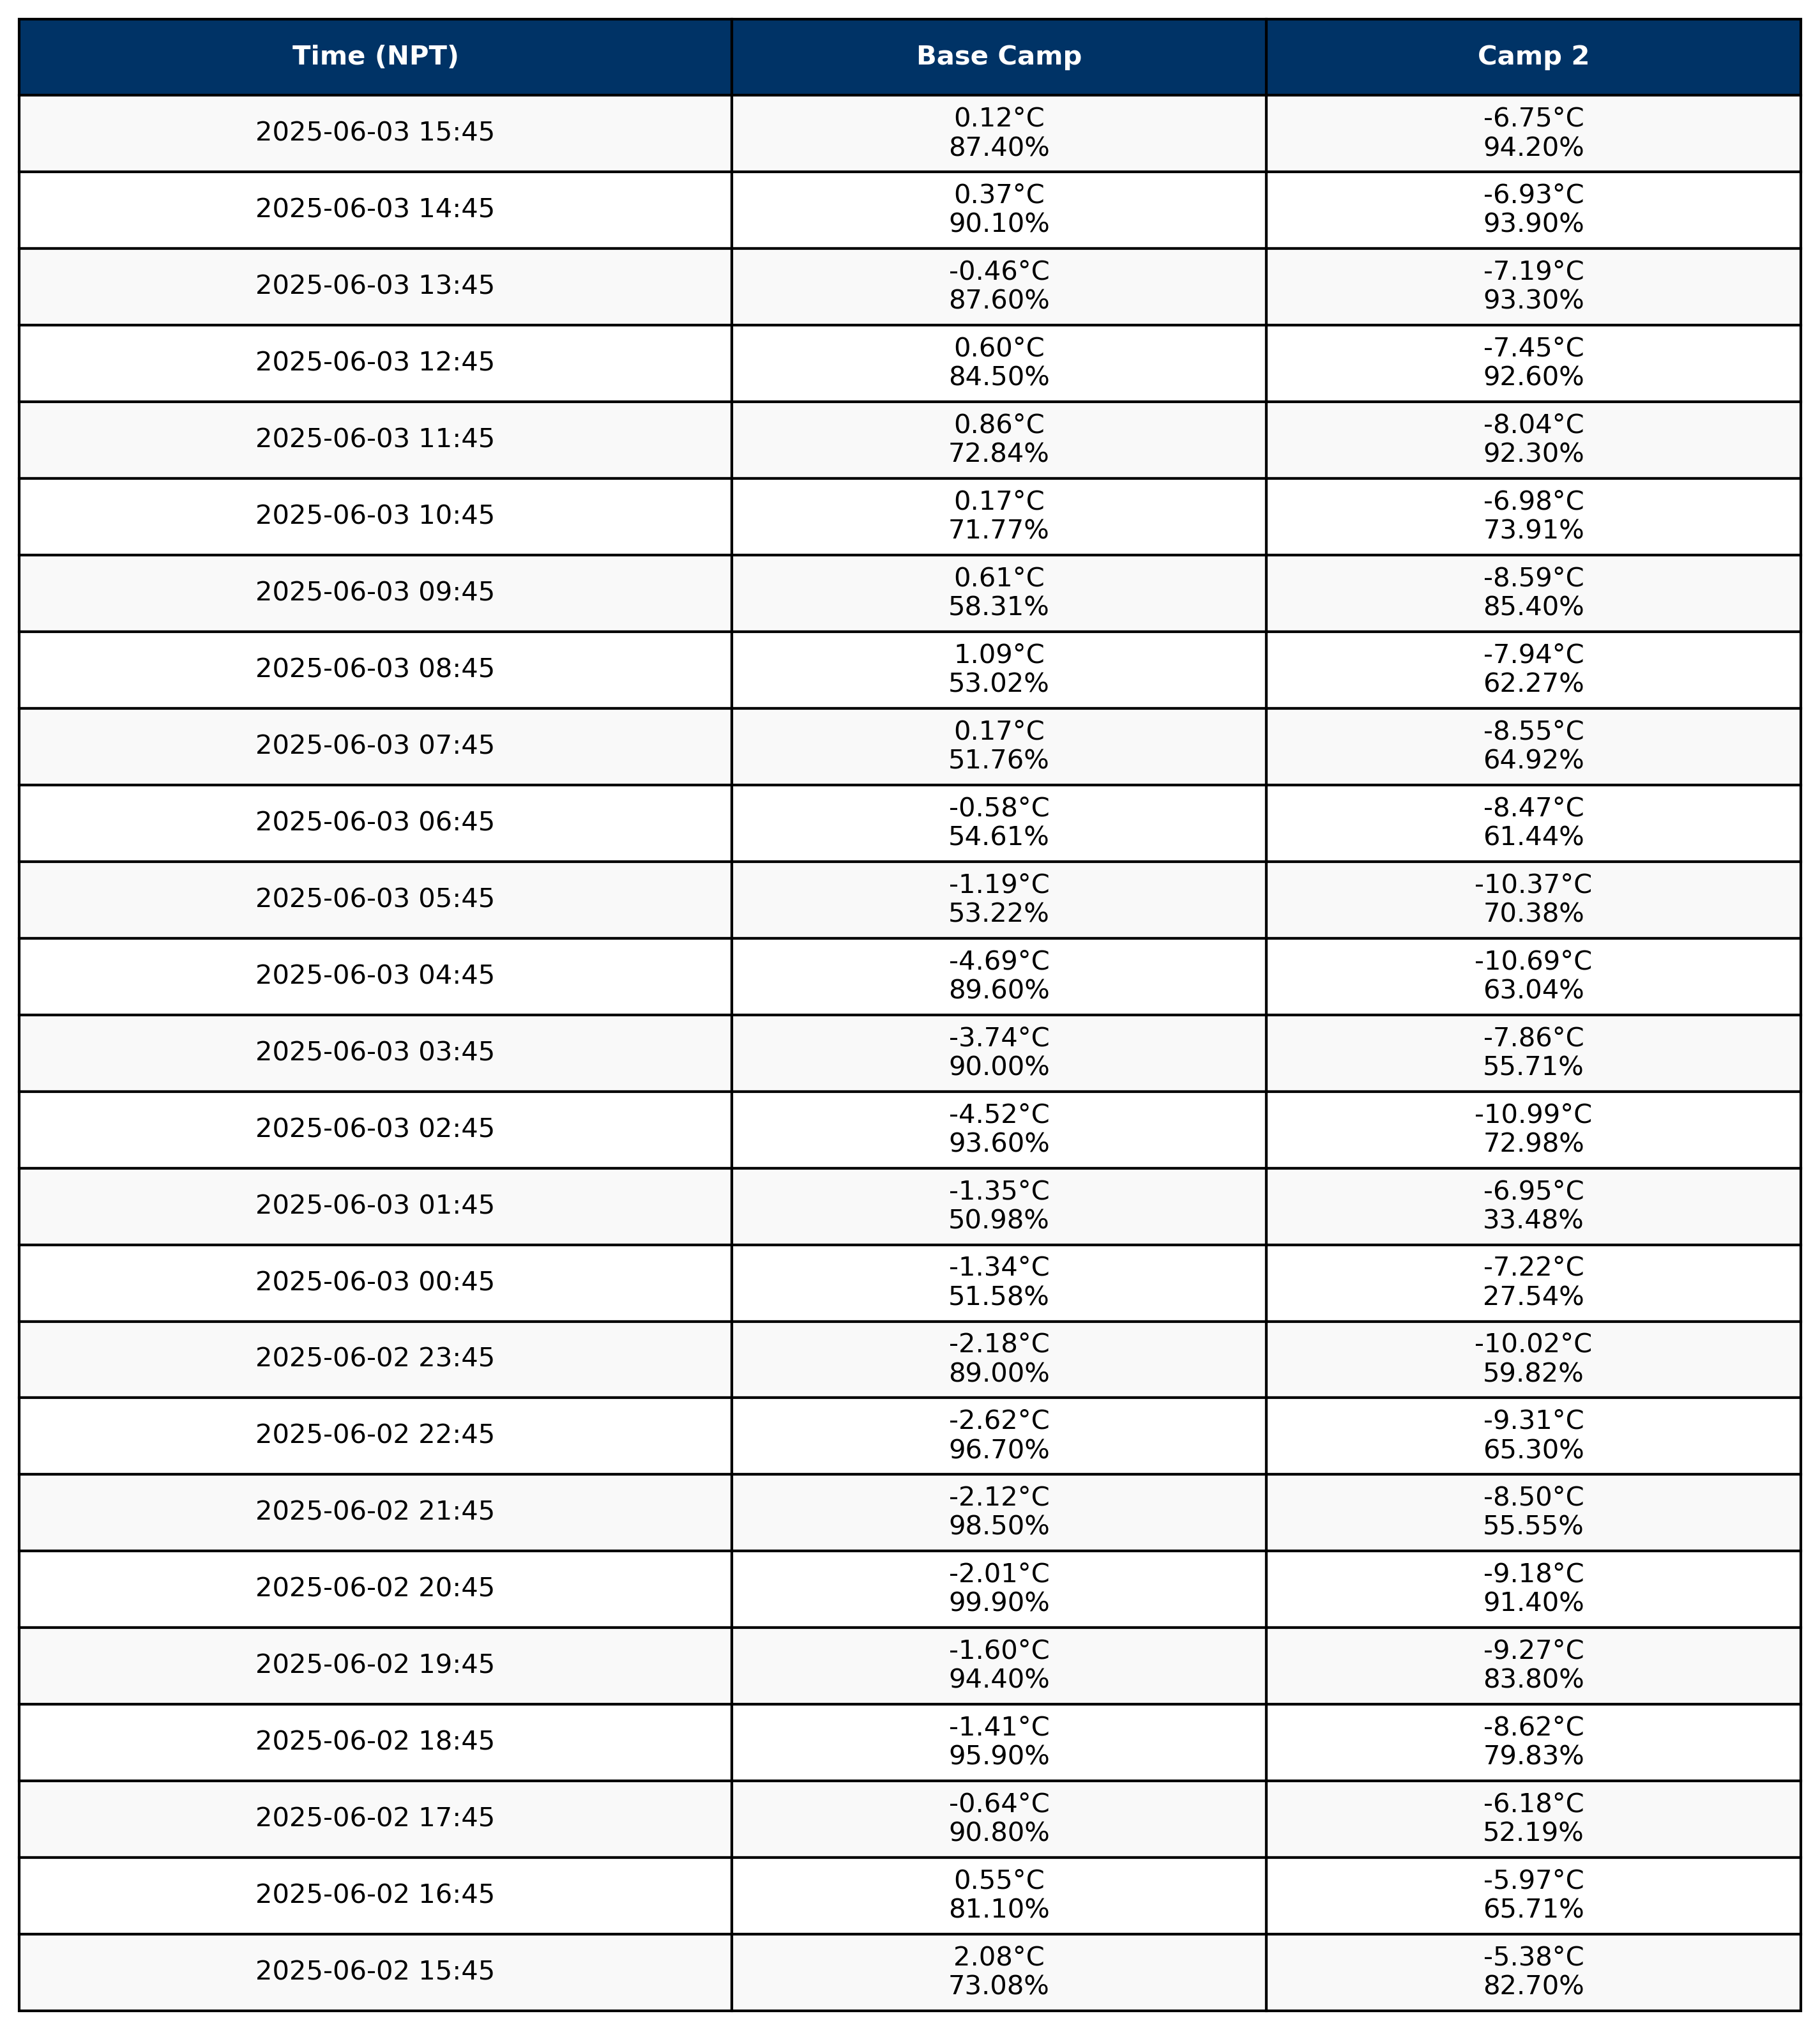 Time (NPT) Base Camp Camp 2
2025-06-03 15:45 0.12°C -6.75°C
87.40% 94.20%
2025-06-03 14:45 0.37°C -6.93°C
90.10% 93.90%
2025-06-03 13:45 -0.46°C -7.19°C
87.60% 93.30%
2025-06-03 12:45 0.60°C -7.45°C
84.50% 92.60%
2025-06-03 11:45 0.86°C -8.04°C
72.84% 92.30%
2025-06-03 10:45 0.17°C -6.98°C
71.77% 73.91%
2025-06-03 09:45 0.61°C -8.59°C
58.31% 85.40%
2025-06-03 08:45 1.09°C -7.94°C
53.02% 62.27%
2025-06-03 07:45 0.17°C -8.55°C
51.76% 64.92%
2025-06-03 06:45 -0.58°C -8.47°C
54.61% 61.44%
2025-06-03 05:45 -1.19°C -10.37°C
53.22% 70.38%
2025-06-03 04:45 -4.69°C -10.69°C
89.60% 63.04%
2025-06-03 03:45 -3.74°C -7.86°C
90.00% 55.71%
2025-06-03 02:45 -4.52°C -10.99°C
93.60% 72.98%
2025-06-03 01:45 -1.35°C -6.95°C
50.98% 33.48%
2025-06-03 00:45 -1.34°C -7.22°C
51.58% 27.54%
2025-06-02 23:45 -2.18°C -10.02°C
89.00% 59.82%
2025-06-02 22:45 -2.62°C -9.31°C
96.70% 65.30%
2025-06-02 21:45 -2.12°C -8.50°C
98.50% 55.55%
2025-06-02 20:45 -2.01°C -9.18°C
99.90% 91.40%
2025-06-02 19:45 -1.60°C -9.27°C
94.40% 83.80%
2025-06-02 18:45 -1.41°C -8.62°C
95.90% 79.83%
2025-06-02 17:45 -0.64°C -6.18°C
90.80% 52.19%
2025-06-02 16:45 0.55°C -5.97°C
81.10% 65.71%
2025-06-02 15:45 2.08°C -5.38°C
73.08% 82.70%